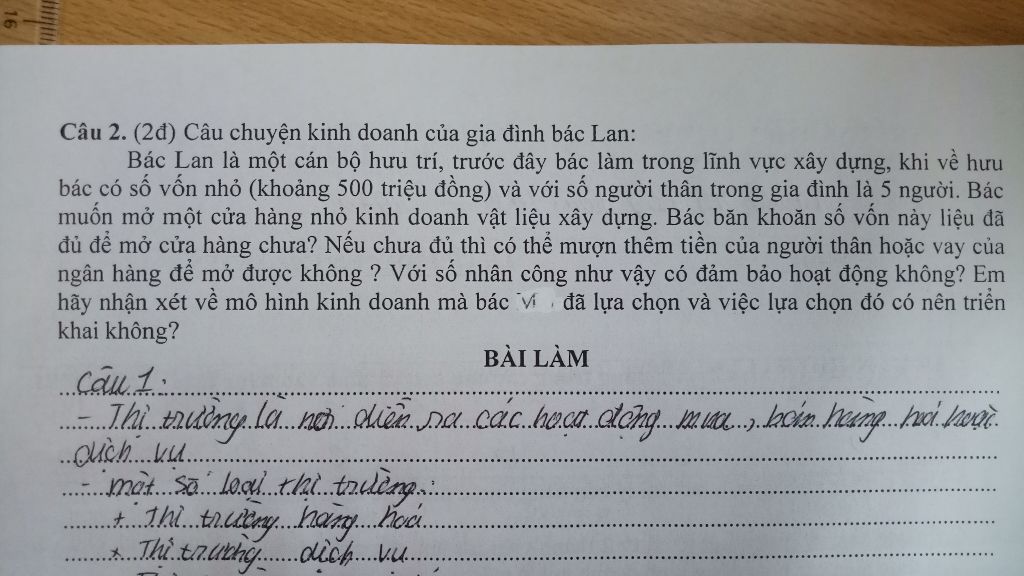 16
Câu 2. (2đ) Câu chuyện kinh doanh của gia đình bác Lan:
Bác Lan là một cán bộ hưu trí, trước đây bác làm trong lĩnh vực xây dựng, khi về hưu
bác có số vốn nhỏ (khoảng 500 triệu đồng) và với số người thân trong gia đình là 5 người. Bác
muốn mở một cửa hàng nhỏ kinh doanh vật liệu xây dựng. Bác băn khoăn số vốn này liệu đã
đủ để mở cửa hàng chưa? Nếu chưa đủ thì có thể mượn thêm tiền của người thân hoặc vay của
ngân hàng để mở được không ? Với số nhân công như vậy có đảm bảo hoạt động không? Em
hãy nhận xét về mô hình kinh doanh mà bác đã lựa chọn và việc lựa chọn đó có nên triển
khai không?
BÀI LÀM
Câu 1:
- Thị trường là nơi diễn ra các hoạt động mua, bán hàng hoá hoặc
dịch vụ
- một số loại thị trường:
+ Thị trường hàng hoá
+ Thị trường dịch vụ